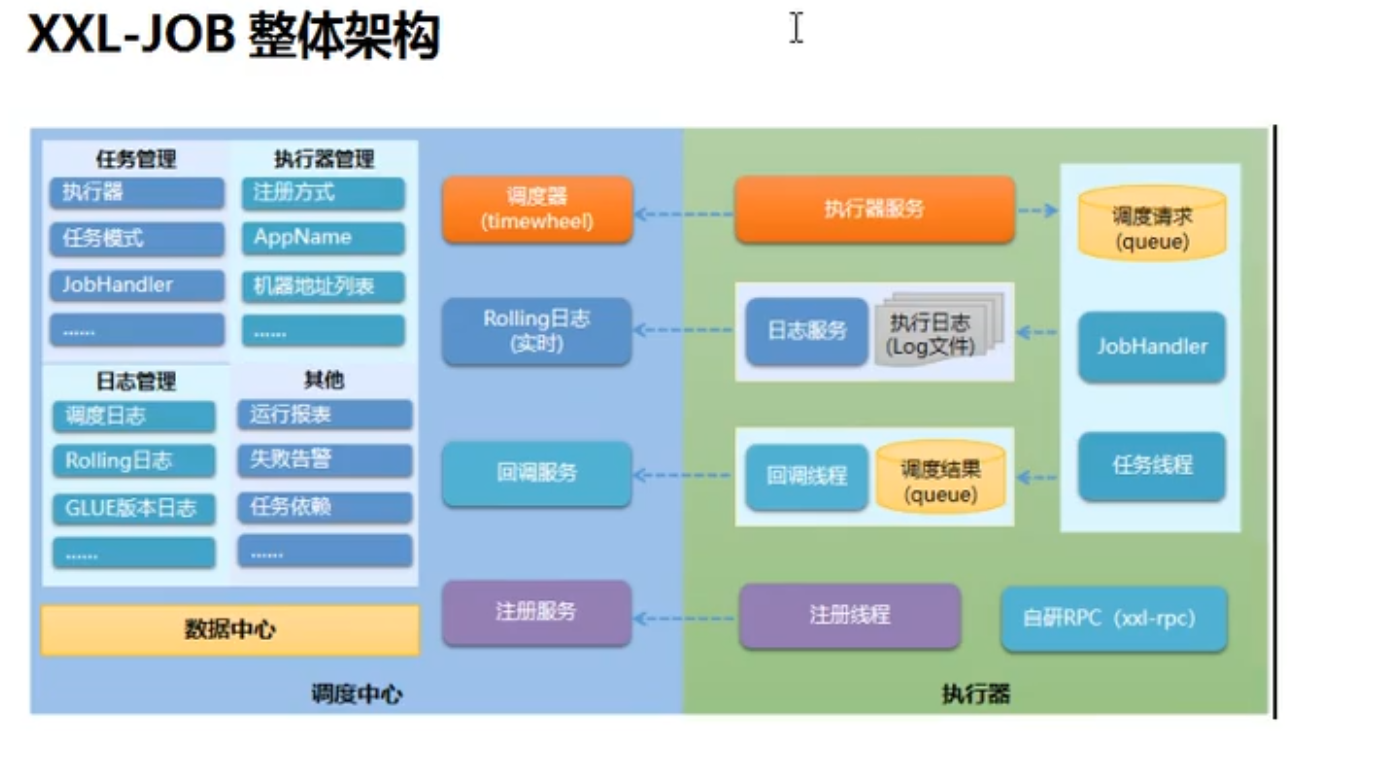 XXL-JOB 整体架构
任务管理
执行器
任务模式
JobHandler
......
执行器管理
注册方式
AppName
机器地址列表
......
日志管理
调度日志
Rolling日志
GLUE版本日志
......
其他
运行报表
失败告警
任务依赖
......
数据中心
调度器
(timewheel)
Rolling日志
(实时)
回调服务
注册服务
调度中心
执行器服务
日志服务
执行日志
(Log文件)
回调线程
调度结果
(queue)
注册线程
调度请求
(queue)
JobHandler
任务线程
自研RPC（xxl-rpc）
执行器